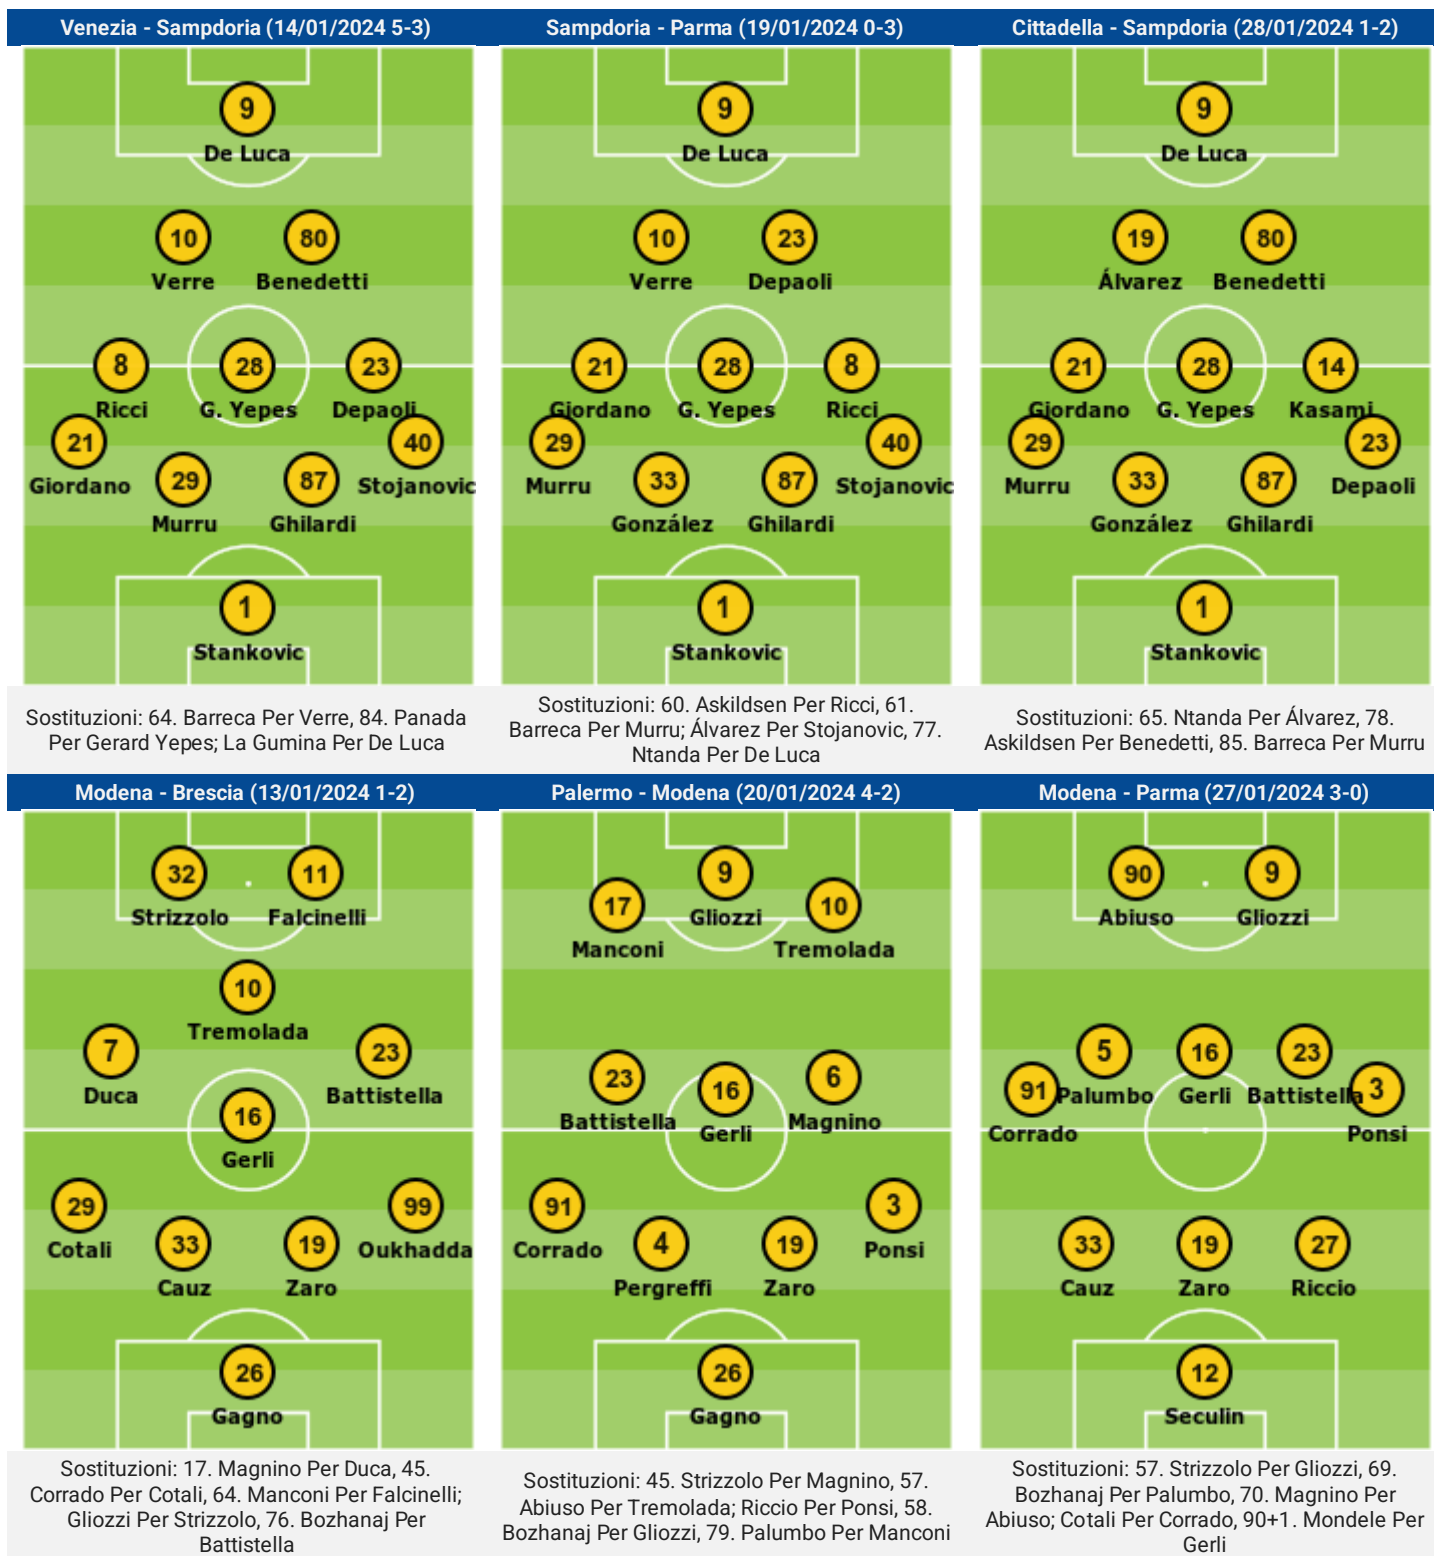 Venezia - Sampdoria (14/01/2024 5-3)
9
De Luca
10 80
Verre Benedetti
8 28 23
Ricci G. Yepes Depaoli
21 40
Giordano Stojanovic
29 87
Murru Ghilardi
1
Stankovic
Sostituzioni: 64. Barreca Per Verre, 84. Panada
Per Gerard Yepes; La Gumina Per De Luca
Sampdoria - Parma (19/01/2024 0-3)
9
De Luca
10 23
Verre Depaoli
21 28 8
Giordano G. Yepes Ricci
29 40
Murru Stojanovic
33 87
González Ghilardi
1
Stankovic
Sostituzioni: 60. Askildsen Per Ricci, 61.
Barreca Per Murru; Álvarez Per Stojanovic, 77.
Ntanda Per De Luca
Cittadella - Sampdoria (28/01/2024 1-2)
9
De Luca
19 80
Álvarez Benedetti
21 28 14
Giordano G. Yepes Kasami
29 23
Murru Depaoli
33 87
González Ghilardi
1
Stankovic
Sostituzioni: 65. Ntanda Per Álvarez, 78.
Askildsen Per Benedetti, 85. Barreca Per Murru
Modena - Brescia (13/01/2024 1-2)
32 11
Strizzolo Falcinelli
10
Tremolada
7 23
Duca Battistella
16
Gerli
29 99
Cotali Oukhadda
33 19
Cauz Zaro
26
Gagno
Sostituzioni: 17. Magnino Per Duca, 45.
Corrado Per Cotali, 64. Manconi Per Falcinelli;
Gliozzi Per Strizzolo, 76. Bozhanaj Per
Battistella
Palermo - Modena (20/01/2024 4-2)
9
Gliozzi
17 10
Manconi Tremolada
23 16 6
Battistella Gerli Magnino
91 3
Corrado Ponsi
4 19
Pergreffi Zaro
26
Gagno
Sostituzioni: 45. Strizzolo Per Magnino, 57.
Abiuso Per Tremolada; Riccio Per Ponsi, 58.
Bozhanaj Per Gliozzi, 79. Palumbo Per Manconi
Modena - Parma (27/01/2024 3-0)
90 9
Abiuso Gliozzi
5 16 23
Palumbo Gerli Battistella
91 3
Corrado Ponsi
33 19 27
Cauz Zaro Riccio
12
Seculin
Sostituzioni: 57. Strizzolo Per Gliozzi, 69.
Bozhanaj Per Palumbo, 70. Magnino Per
Abiuso; Cotali Per Corrado, 90+1. Mondele Per
Gerli